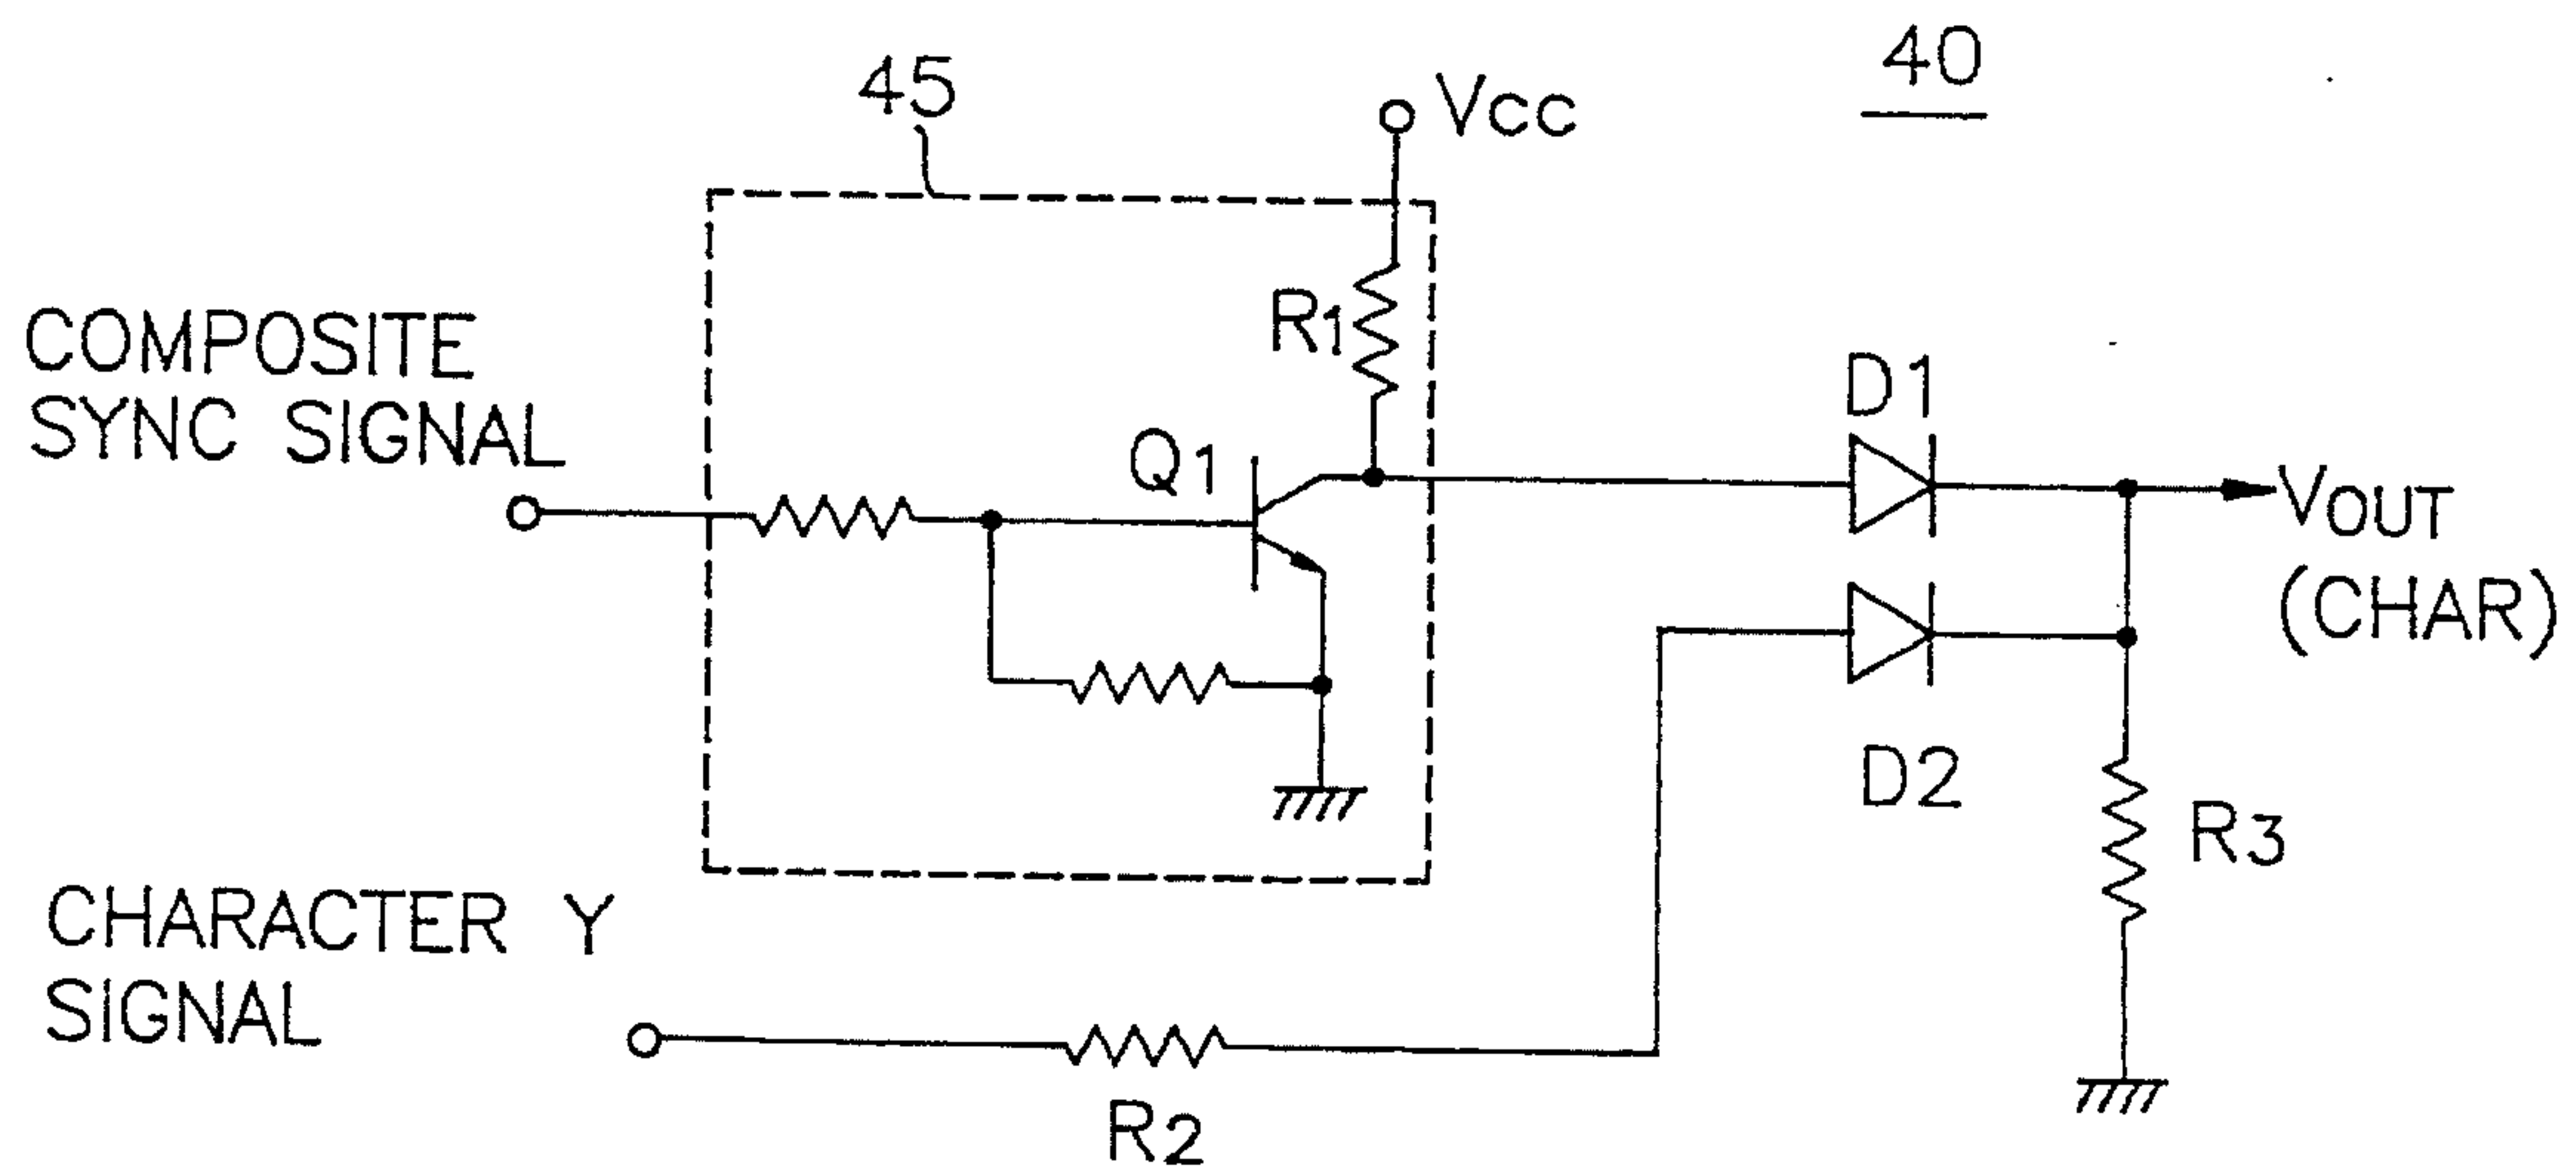 40
45
Vcc
R1
COMPOSITE
SYNC SIGNAL
Q1
D1
VOUT
(CHAR)
D2
R3
CHARACTER Y
SIGNAL
R2